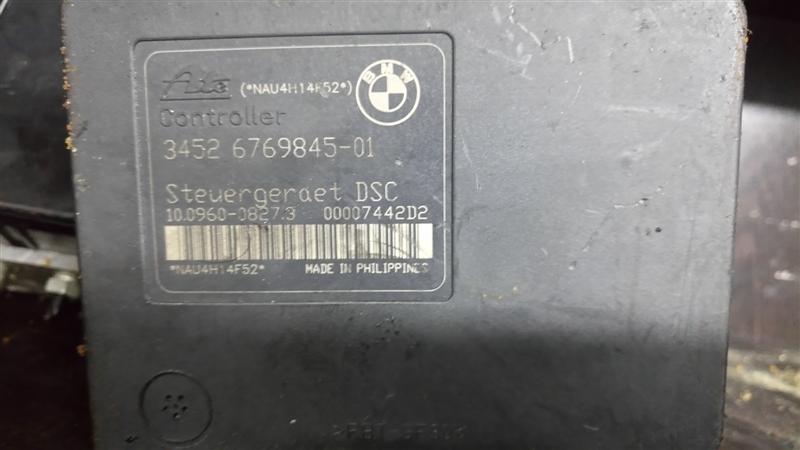 Ate (*NAU4H14F52*) BMW
Controller
3452 6769845-01
Steuergeraet DSC
10.0960-0827.3 00007442D2
*NAU4H14F52* MADE IN PHILIPPINES